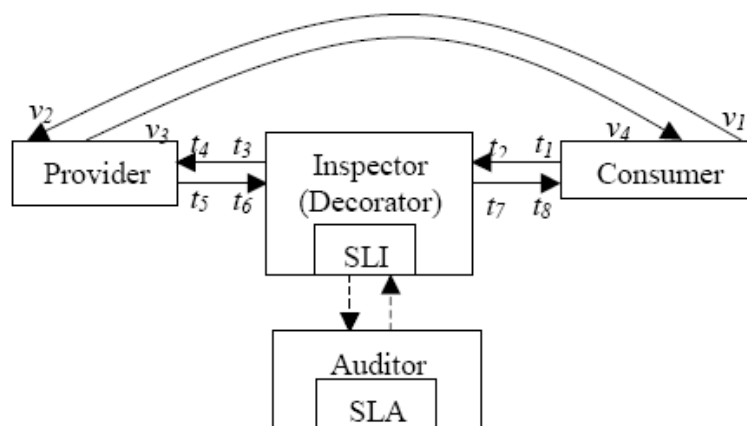 v2 v1
v3 t4 t3 t2 t1 v4
Provider Inspector Consumer
(Decorator)
t5 t6 t7 t8
SLI
Auditor
SLA